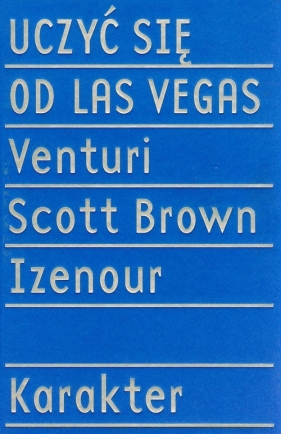 UCZYĆ SIĘ
OD LAS VEGAS
Venturi
Scott Brown
Izenour
Karakter